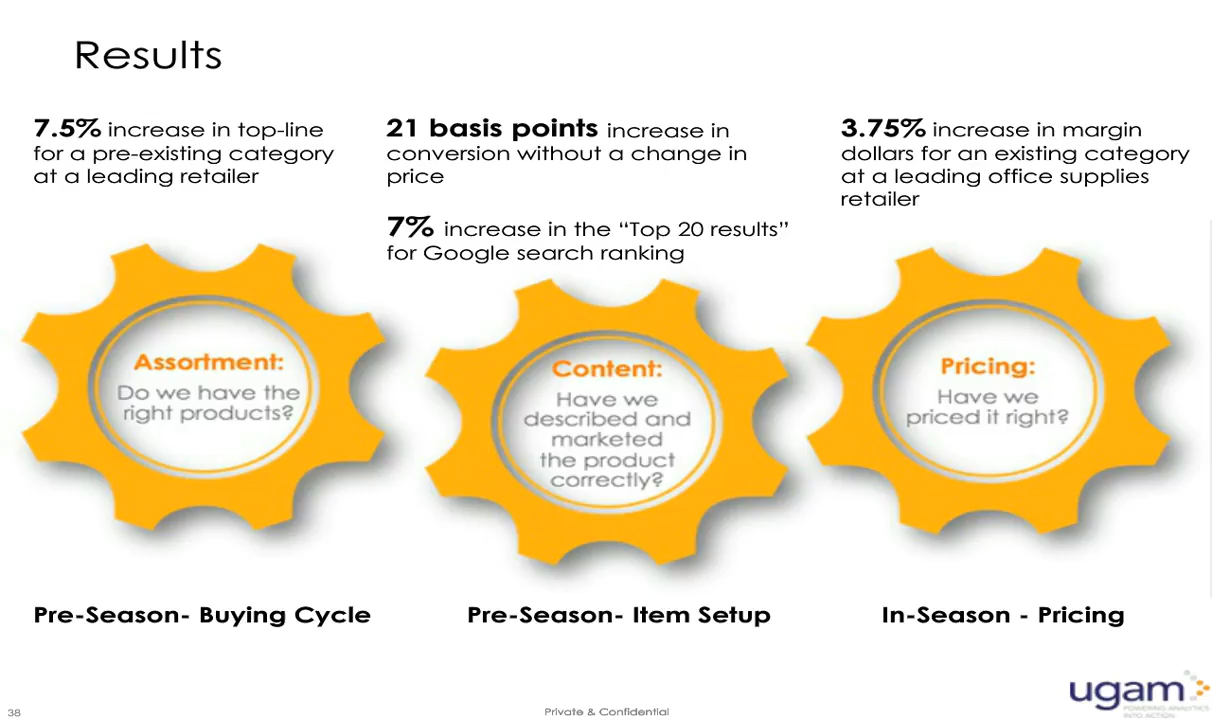 Results
7.5% increase in top-line
for a pre-existing category
at a leading retailer
21 basis points increase in
conversion without a change in
price
7% increase in the “Top 20 results”
for Google search ranking
3.75% increase in margin
dollars for an existing category
at a leading office supplies
retailer
Assortment:
Do we have the
right products?
Content:
Have we
described and
marketed
the product
correctly?
Pricing:
Have we
priced it right?
Pre-Season- Buying Cycle
Pre-Season- Item Setup
In-Season - Pricing
38
Private & Confidential
ugam
POWERING ANALYTICS
INTO ACTION